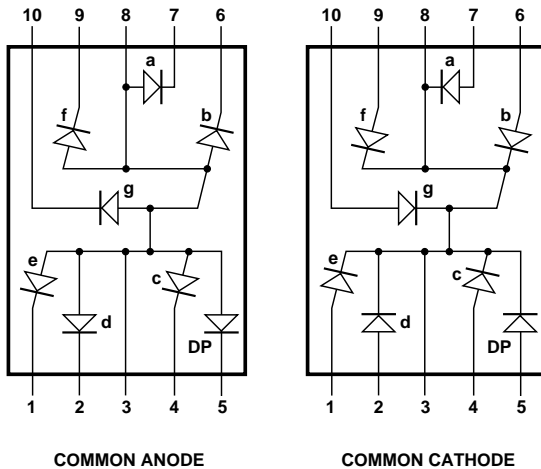 10 9 8 7 6
a
f b
g
e c
d
DP
1 2 3 4 5
COMMON ANODE
10 9 8 7 6
a
f b
g
e c
d
DP
1 2 3 4 5
COMMON CATHODE